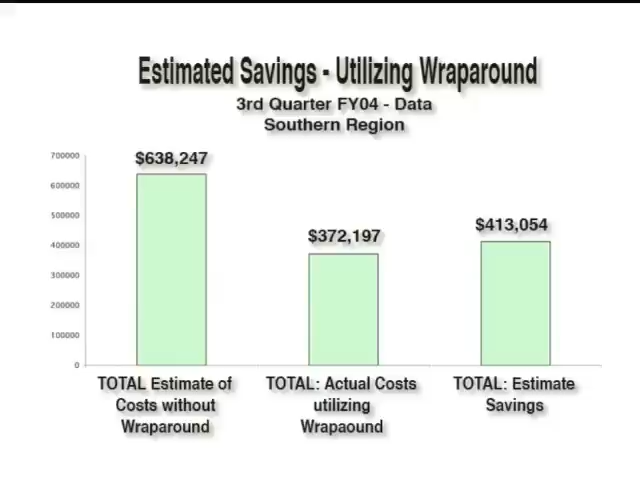 Estimated Savings - Utilizing Wraparound
3rd Quarter FY04 - Data
Southern Region
700000
600000
500000
400000
300000
200000
100000
0
$638,247
$372,197
$413,054
TOTAL Estimate of
Costs without
Wraparound
TOTAL: Actual Costs
utilizing
Wrapaound
TOTAL: Estimate
Savings